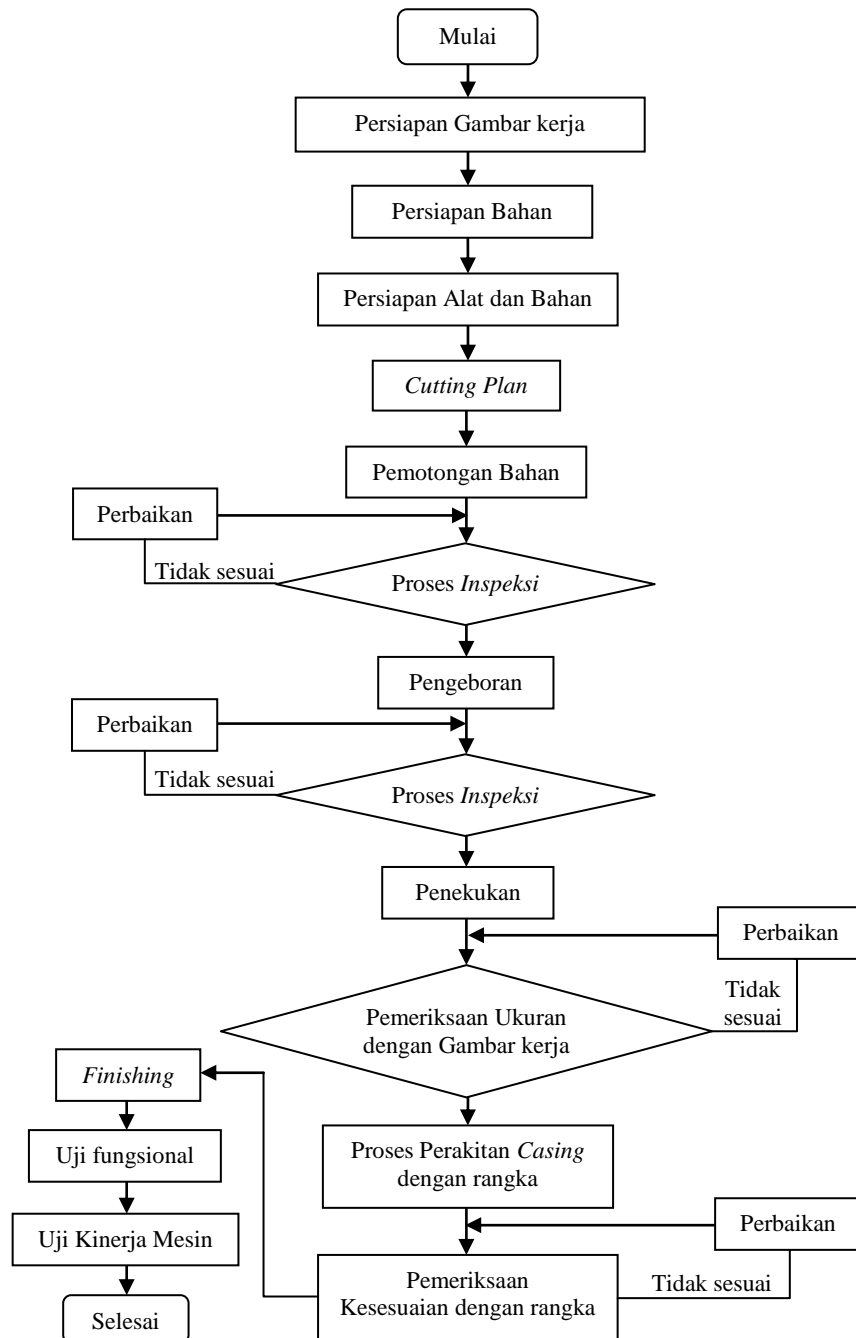 Mulai
Persiapan Gambar kerja
Persiapan Bahan
Persiapan Alat dan Bahan
Cutting Plan
Pemotongan Bahan
Perbaikan
Tidak sesuai
Proses Inspeksi
Pengeboran
Perbaikan
Tidak sesuai
Proses Inspeksi
Penekukan
Perbaikan
Tidak
sesuai
Pemeriksaan Ukuran
dengan Gambar kerja
Proses Perakitan Casing
dengan rangka
Perbaikan
Tidak sesuai
Pemeriksaan
Kesesuaian dengan rangka
Finishing
Uji fungsional
Uji Kinerja Mesin
Selesai